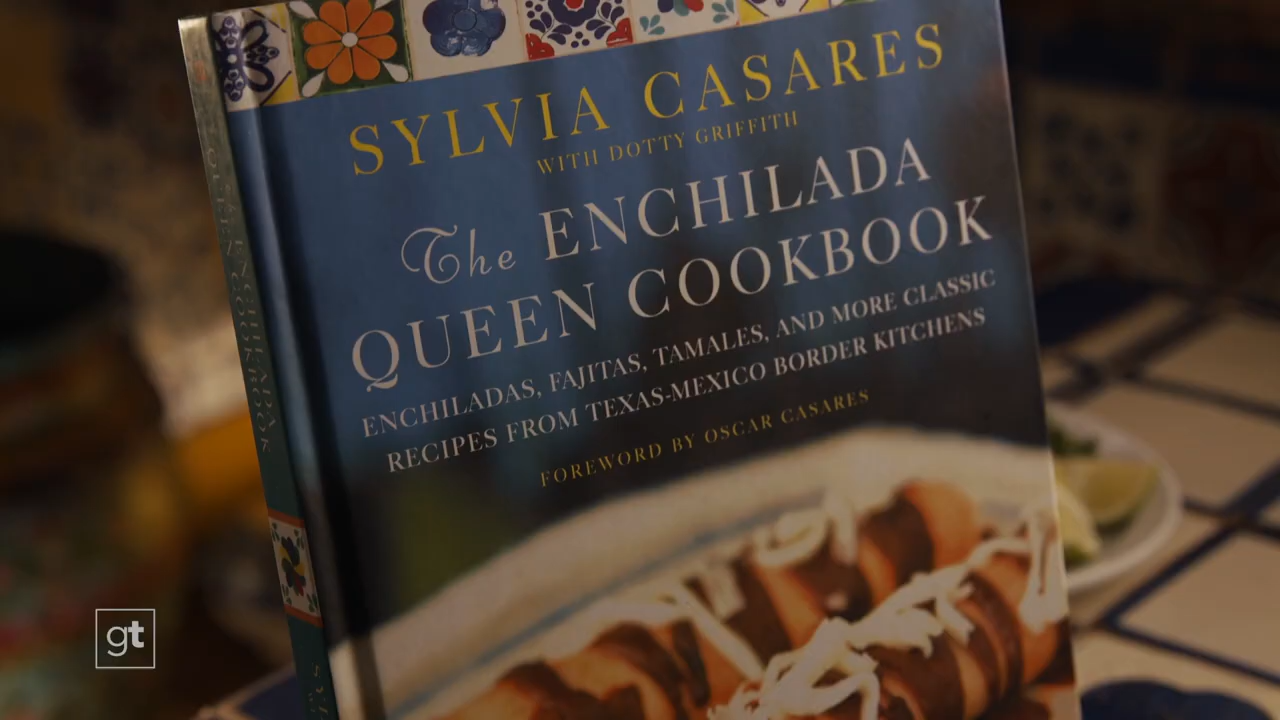 SYLVIA CASARES
WITH DOTTY GRIFFITH
The ENCHILADA
QUEEN COOKBOOK
ENCHILADAS, FAJITAS, TAMALES, AND MORE CLASSIC
RECIPES FROM TEXAS-MEXICO BORDER KITCHENS
FOREWORD BY OSCAR CASARES
gt